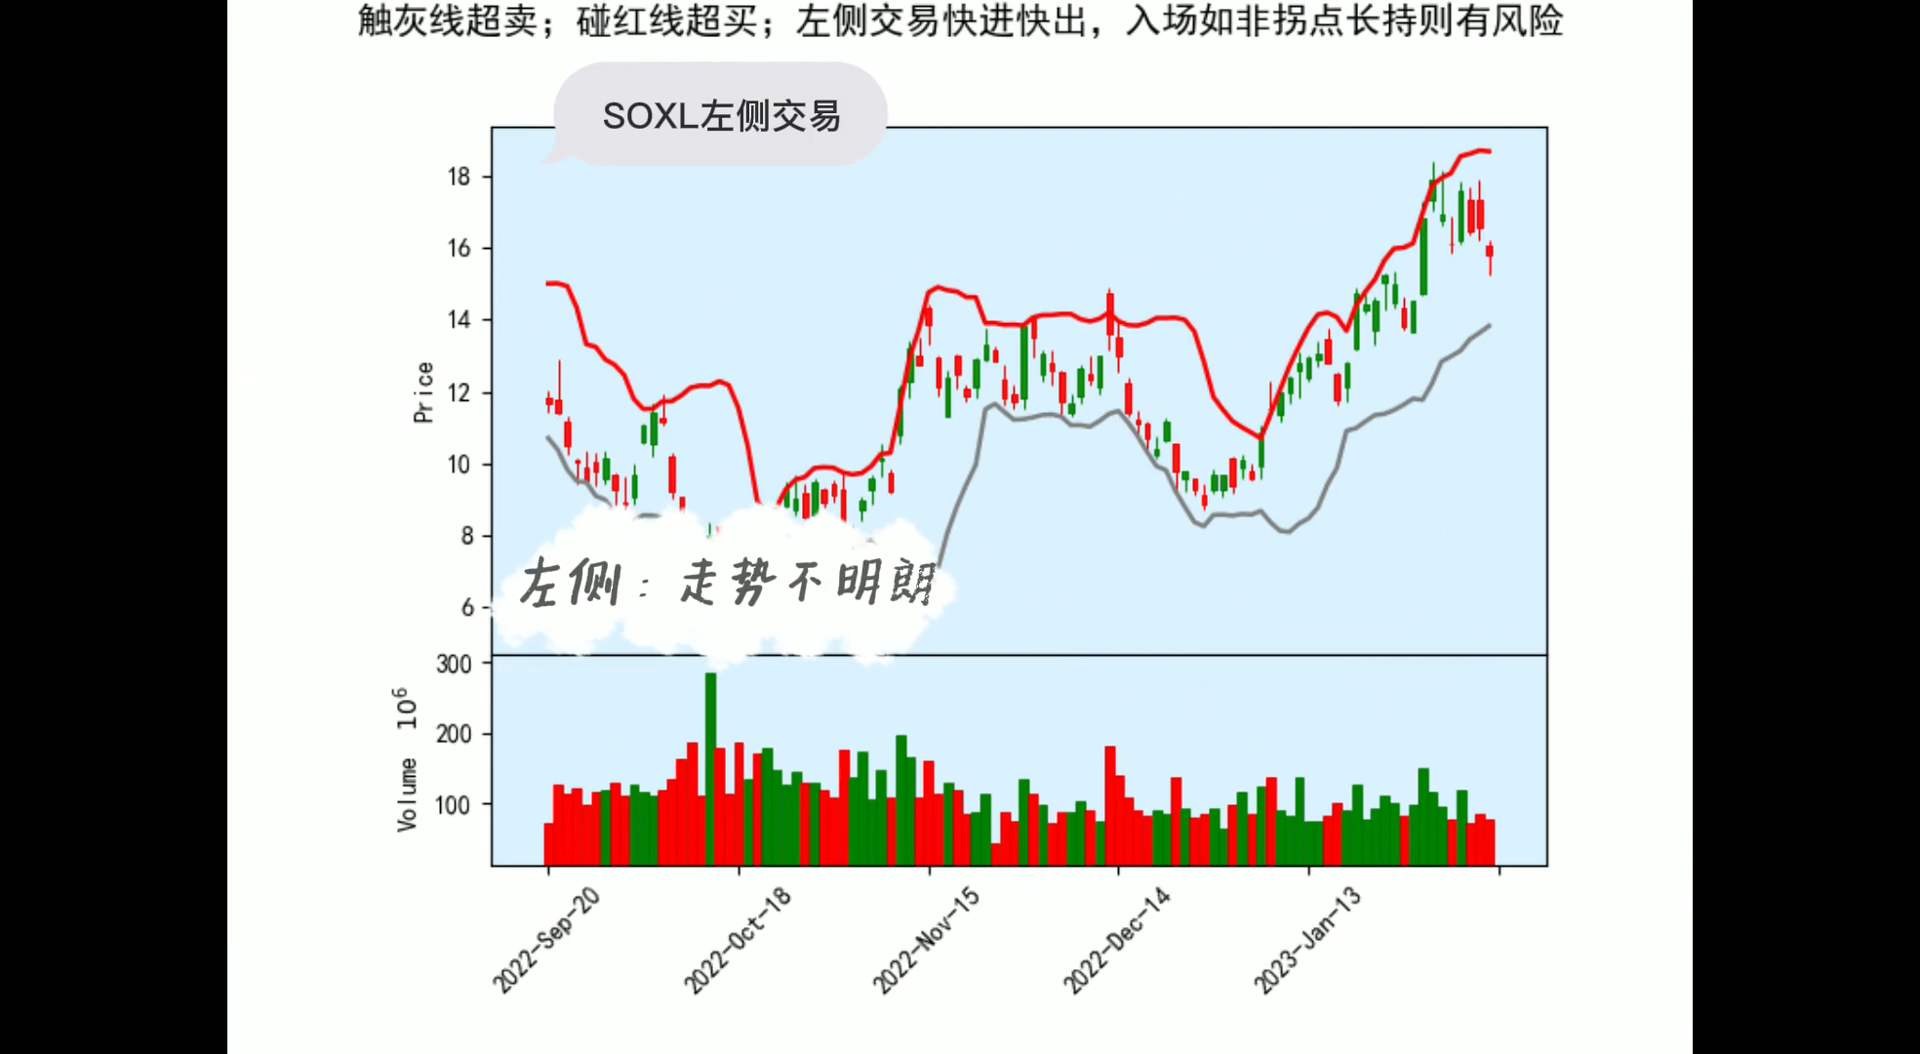 触灰线超卖；碰红线超买；左侧交易快进快出，入场如非拐点长持则有风险
SOXL左侧交易
18
16
14
12
10
8
6
Price
左侧：走势不明朗
300
200
100
Volume 10⁶
2022-Sep-20
2022-Oct-18
2022-Nov-15
2022-Dec-14
2023-Jan-13